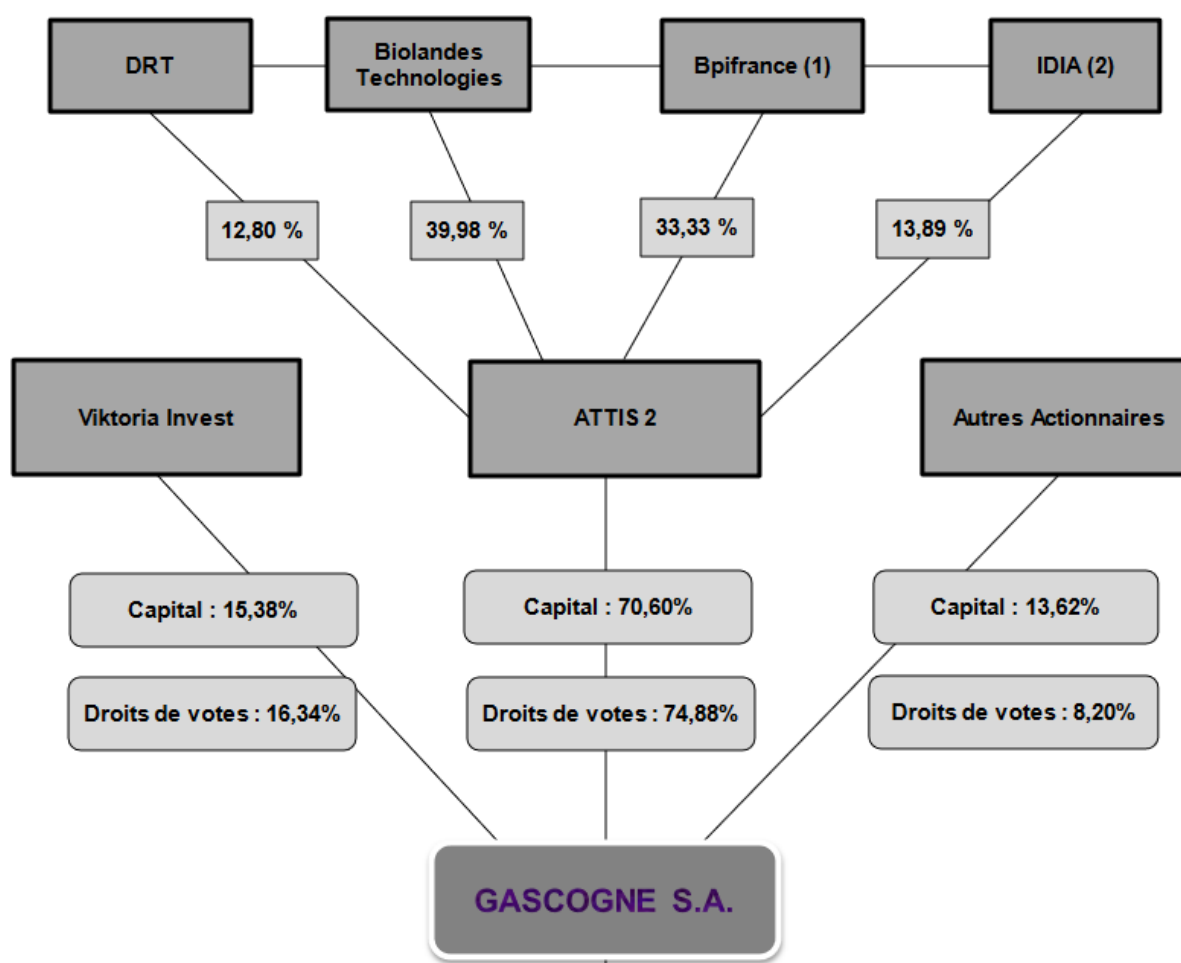 DRT
Biolandes
Technologies
Bpifrance (1)
IDIA (2)
12,80 %
39,98 %
33,33 %
13,89 %
Viktoria Invest
ATTIS 2
Autres Actionnaires
Capital : 15,38%
Capital : 70,60%
Capital : 13,62%
Droits de votes : 16,34%
Droits de votes : 74,88%
Droits de votes : 8,20%
GASCOGNE S.A.